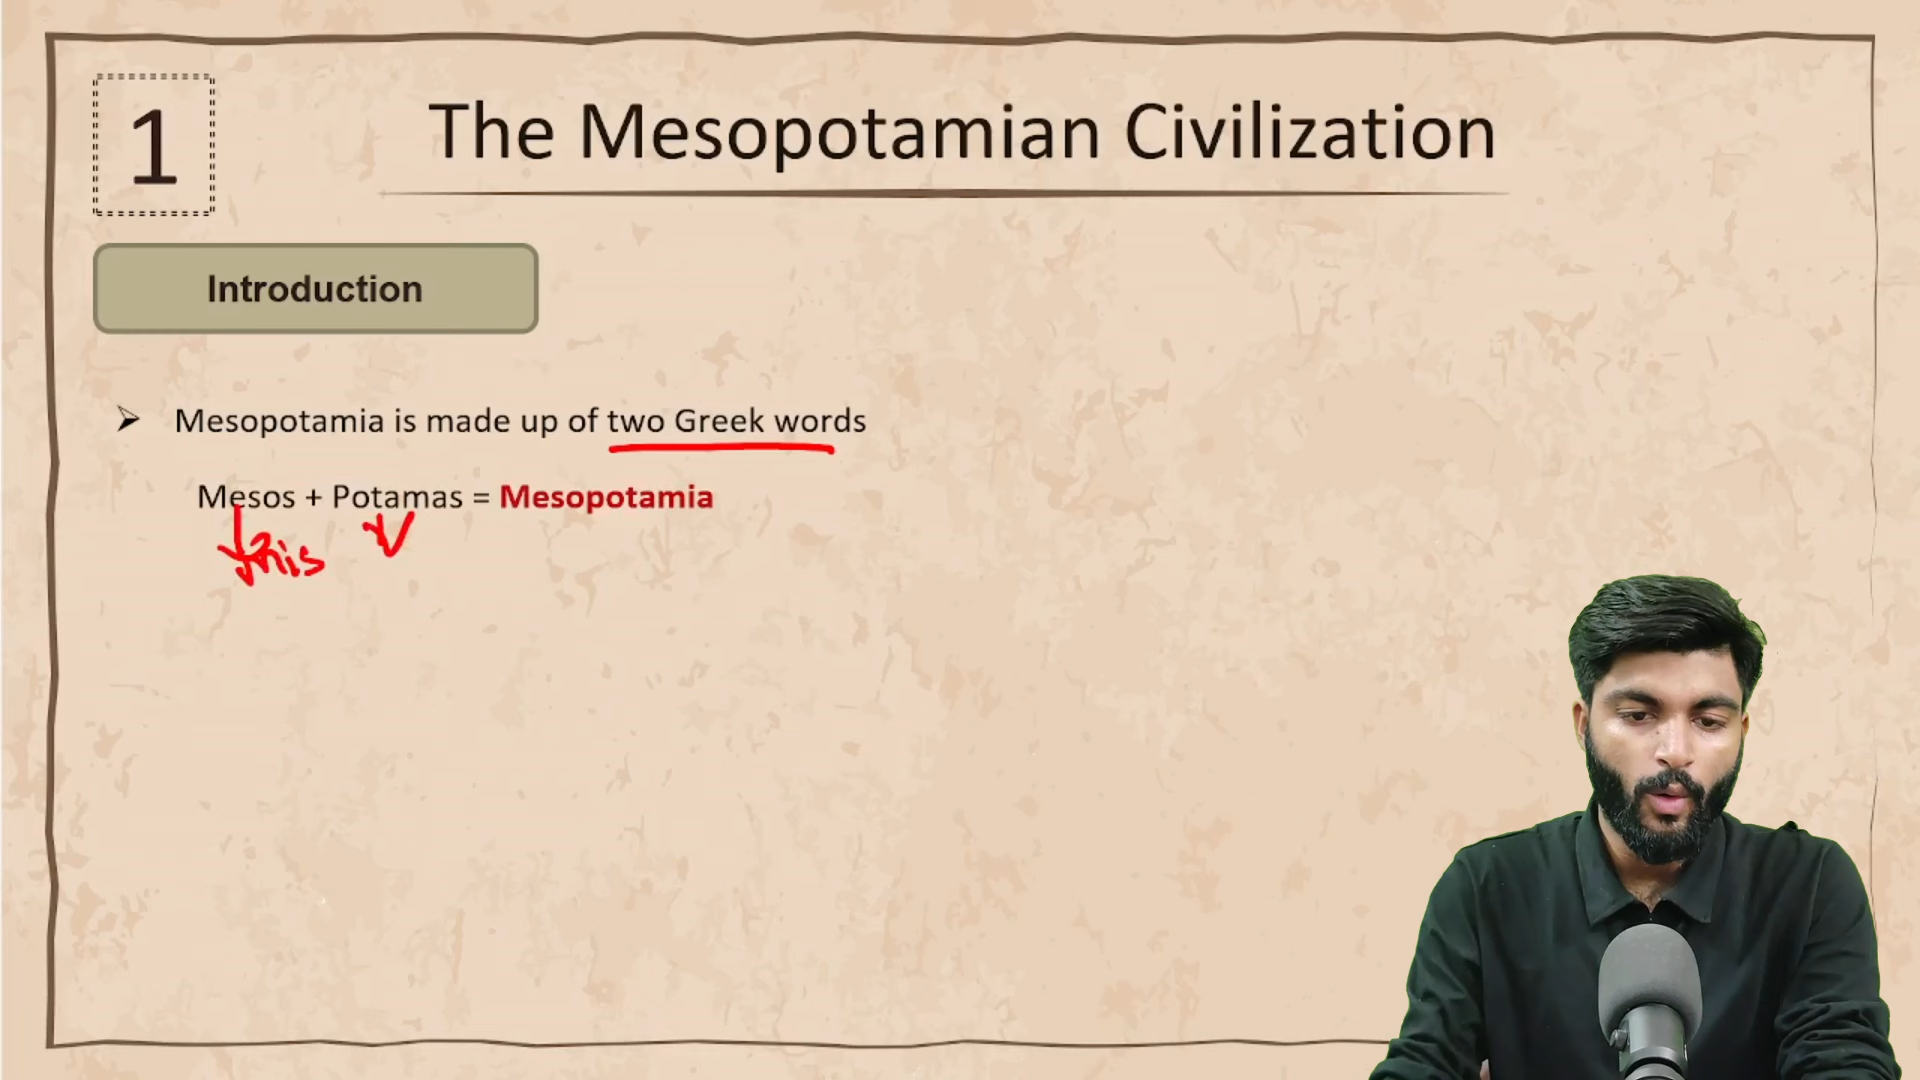 1
The Mesopotamian Civilization
Introduction
➢ Mesopotamia is made up of two Greek words
Mesos + Potamas = Mesopotamia